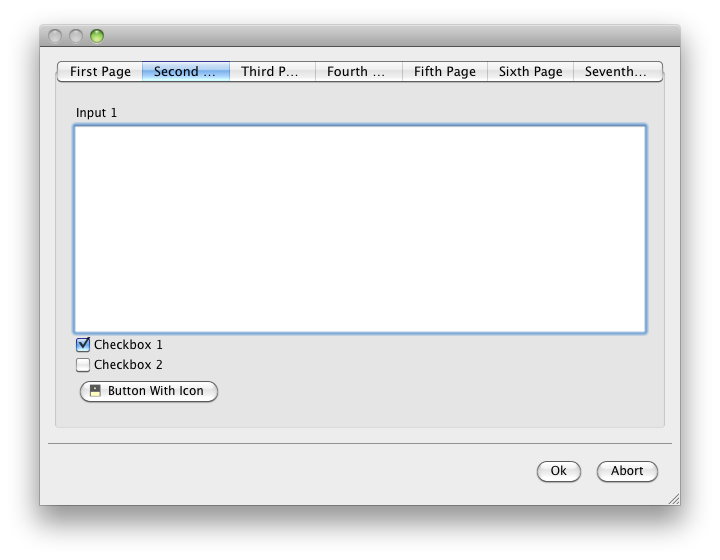 First Page Second ... Third P... Fourth ... Fifth Page Sixth Page Seventh...
Input 1
Checkbox 1
Checkbox 2
Button With Icon
Ok Abort